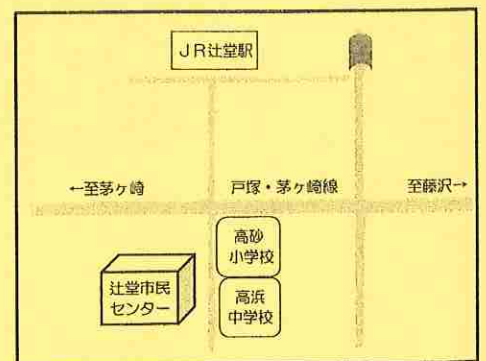 JR辻堂駅
←至茅ヶ崎
戸塚・茅ヶ崎線
至藤沢→
高砂
小学校
辻堂市民
センター
高浜
中学校